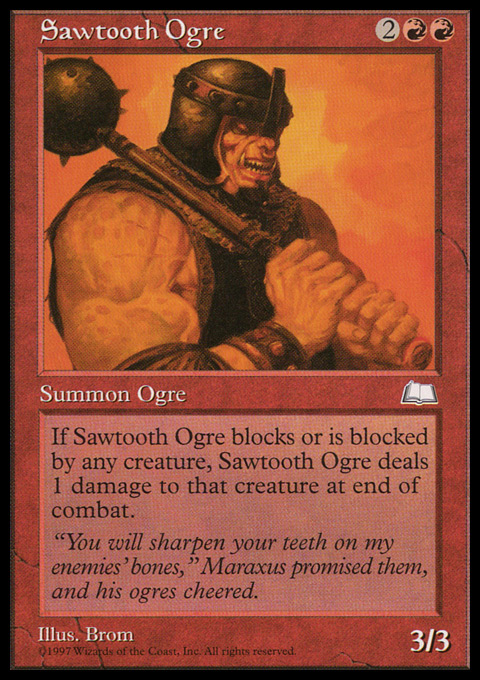 Sawtooth Ogre 2
Summon Ogre
If Sawtooth Ogre blocks or is blocked
by any creature, Sawtooth Ogre deals
1 damage to that creature at end of
combat.
“You will sharpen your teeth on my
enemies’ bones,” Maraxus promised them,
and his ogres cheered.
Illus. Brom
©1997 Wizards of the Coast, Inc. All rights reserved.
3/3